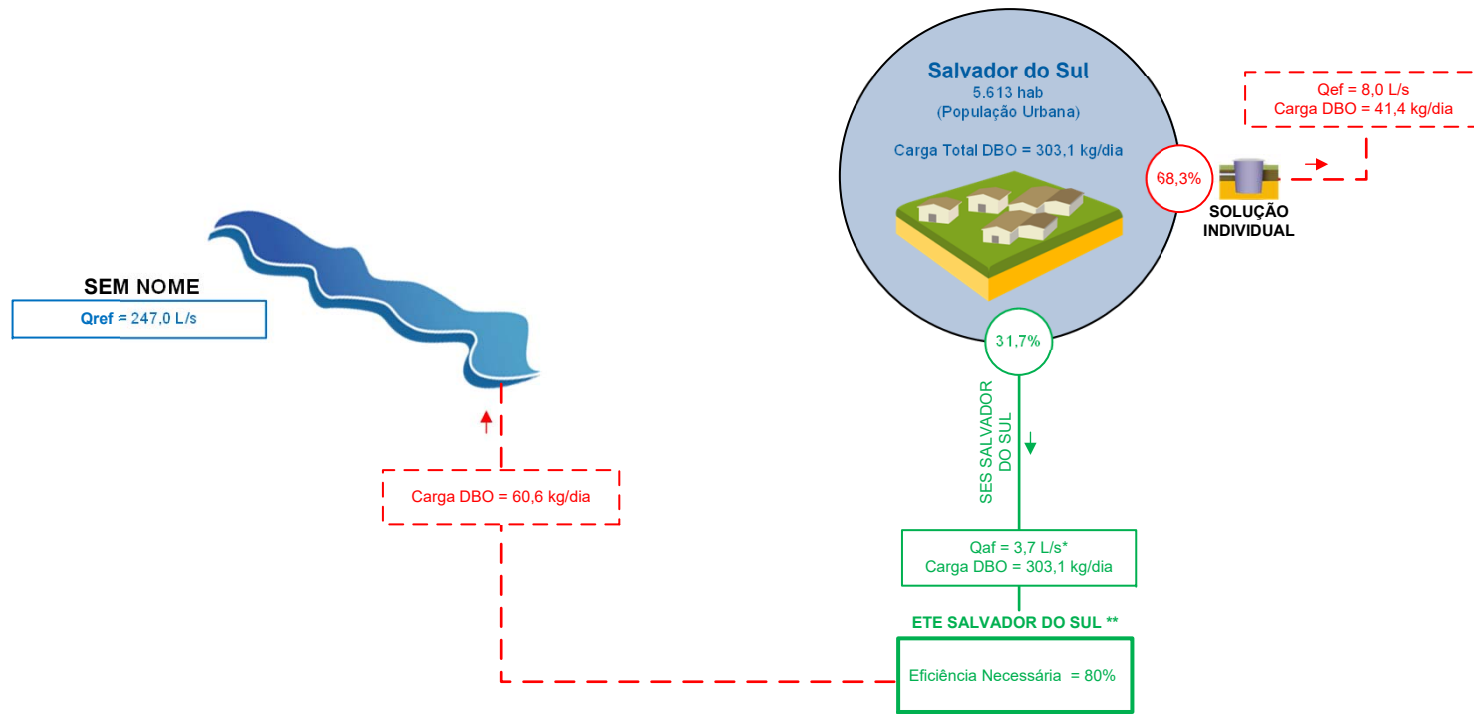 Salvador do Sul
5.613 hab
(População Urbana)
Carga Total DBO = 303,1 kg/dia
68,3%
SOLUÇÃO
INDIVIDUAL
Qef = 8,0 L/s
Carga DBO = 41,4 kg/dia
SEM NOME
Qref = 247,0 L/s
31,7%
SES SALVADOR
DO SUL
Carga DBO = 60,6 kg/dia
Qaf = 3,7 L/s*
Carga DBO = 303,1 kg/dia
ETE SALVADOR DO SUL **
Eficiência Necessária = 80%